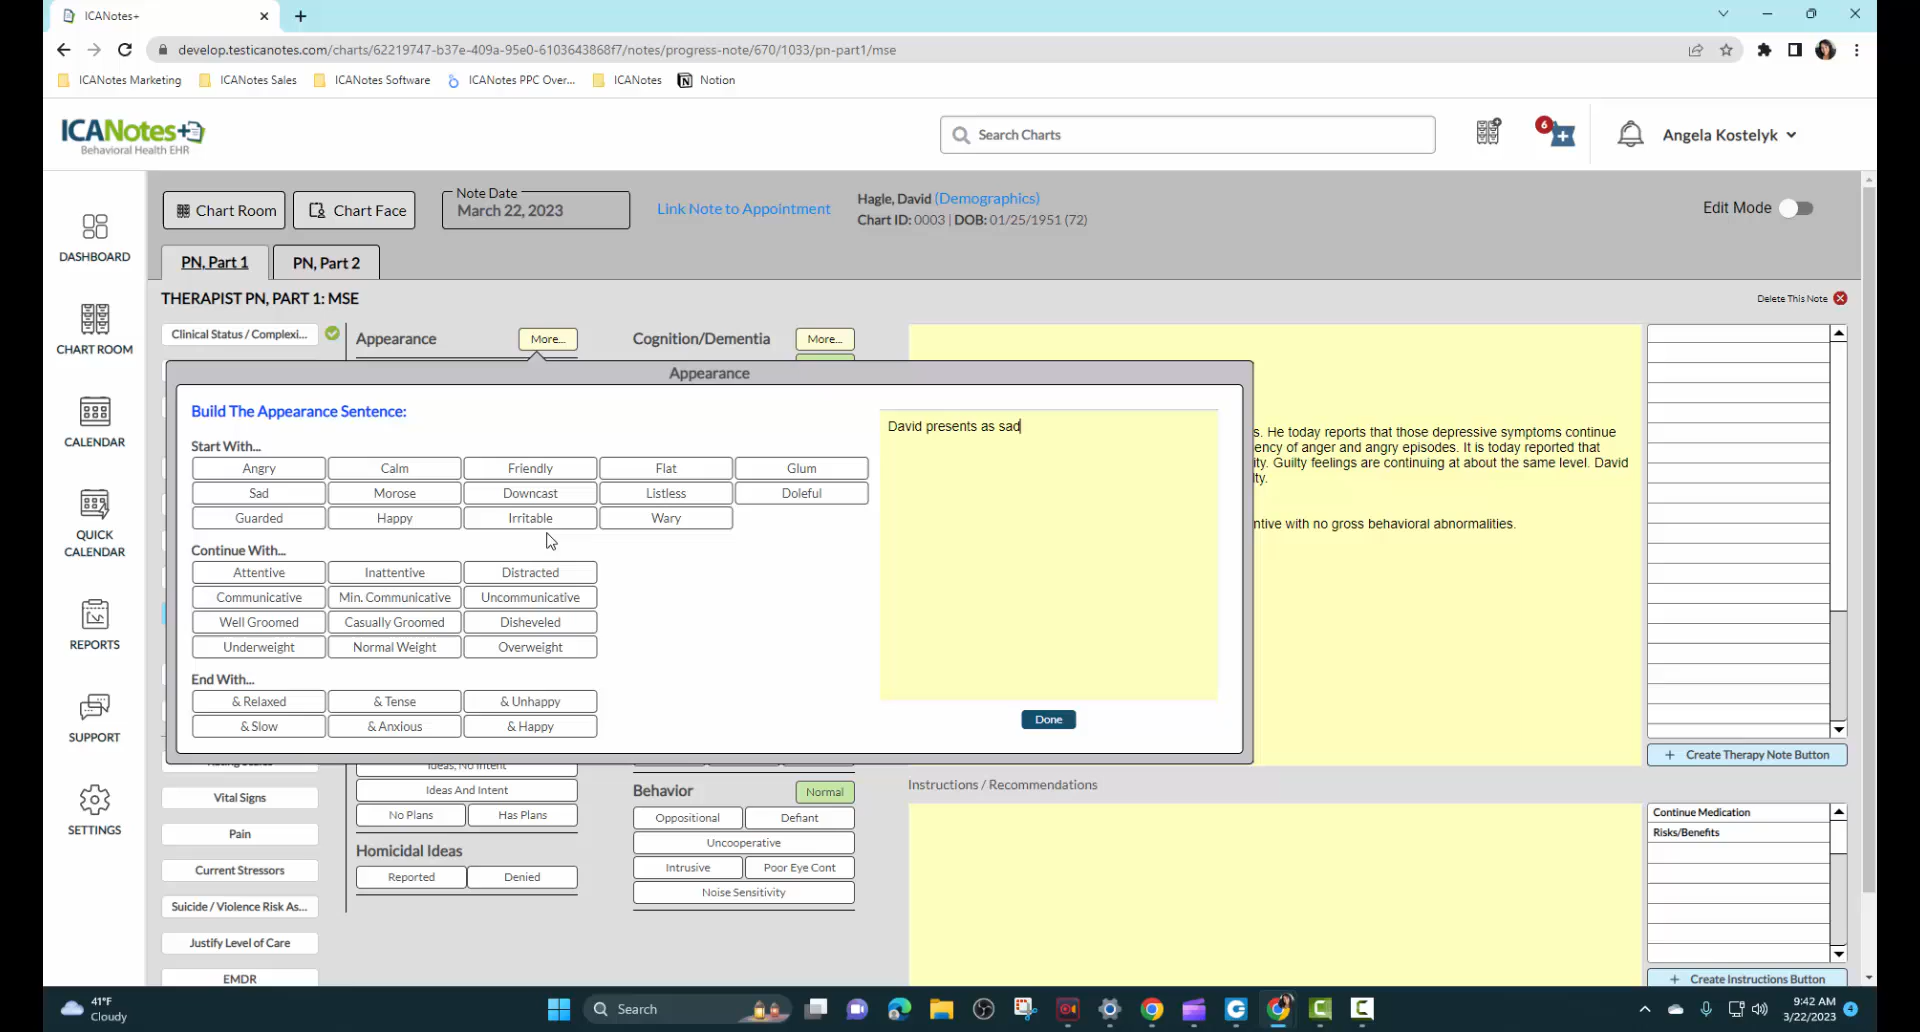 ICANotes+
develop.testicanotes.com/charts/62219747-b37e-409a-95e0-6103643868f7/notes/progress-note/670/1033/pn-part1/mse
ICANotes Marketing ICANotes Sales ICANotes Software ICANotes PPC Over... ICANotes Notion
ICANotes+
Behavioral Health EHR
Search Charts
6
Angela Kostelyk
DASHBOARD
CHART ROOM
CALENDAR
QUICK
CALENDAR
REPORTS
SUPPORT
SETTINGS
Chart Room Chart Face
Note Date
March 22, 2023
Link Note to Appointment
Hagle, David (Demographics)
Chart ID: 0003 | DOB: 01/25/1951 (72)
Edit Mode
PN, Part 1 PN, Part 2
THERAPIST PN, PART 1: MSE
Delete This Note
Clinical Status / Complexi...
Appearance More...
Cognition/Dementia More...
Appearance
Build The Appearance Sentence:
Start With...
Angry Calm Friendly Flat Glum
Sad Morose Downcast Listless Doleful
Guarded Happy Irritable Wary
Continue With...
Attentive Inattentive Distracted
Communicative Min. Communicative Uncommunicative
Well Groomed Casually Groomed Disheveled
Underweight Normal Weight Overweight
End With...
& Relaxed & Tense & Unhappy
& Slow & Anxious & Happy
David presents as sad
Done
s. He today reports that those depressive symptoms continue
ency of anger and angry episodes. It is today reported that
ity. Guilty feelings are continuing at about the same level. David
ty.
ntive with no gross behavioral abnormalities.
Create Therapy Note Button
Vital Signs
Pain
Current Stressors
Suicide / Violence Risk As...
Justify Level of Care
EMDR
Ideas, No Intent
Ideas And Intent
No Plans Has Plans
Homicidal Ideas
Reported Denied
Behavior Normal
Oppositional Defiant
Uncooperative
Intrusive Poor Eye Cont
Noise Sensitivity
Instructions / Recommendations
Continue Medication
Risks/Benefits
Create Instructions Button
41°F
Cloudy
Search
9:42 AM
3/22/2023
4